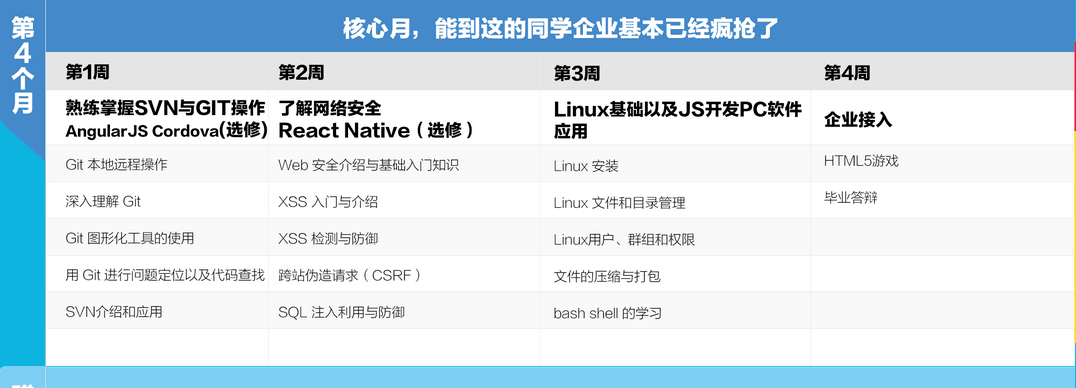 第4个月
核心月，能到这的同学企业基本已经疯抢了
第1周
第2周
第3周
第4周
熟练掌握SVN与GIT操作
AngularJS Cordova(选修)
了解网络安全
React Native（选修）
Linux基础以及JS开发PC软件
应用
企业接入
Git 本地远程操作
Web 安全介绍与基础入门知识
Linux 安装
HTML5游戏
深入理解 Git
XSS 入门与介绍
Linux 文件和目录管理
毕业答辩
Git 图形化工具的使用
XSS 检测与防御
Linux用户、群组和权限
用 Git 进行问题定位以及代码查找
跨站伪造请求（CSRF）
文件的压缩与打包
SVN介绍和应用
SQL 注入利用与防御
bash shell 的学习